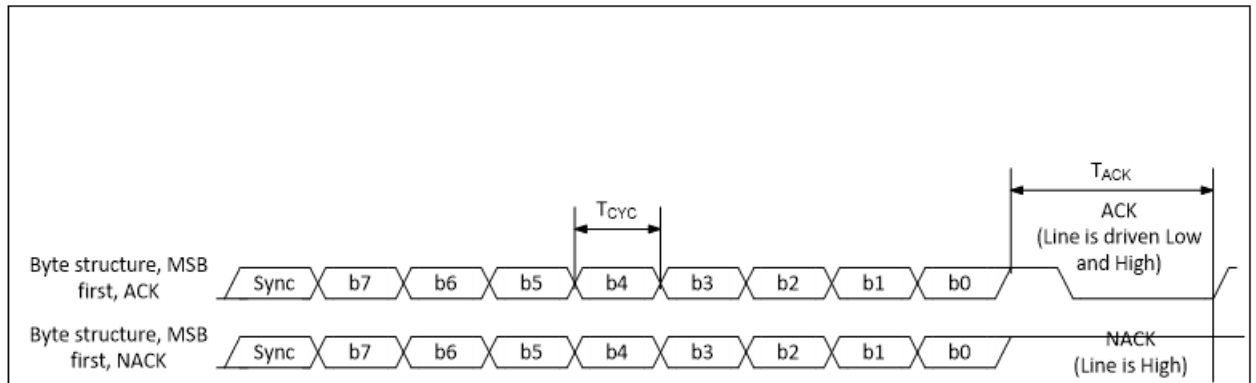 TACK
TCYC
ACK
(Line is driven Low
and High)
Byte structure, MSB
first, ACK
Sync b7 b6 b5 b4 b3 b2 b1 b0
Byte structure, MSB
first, NACK
Sync b7 b6 b5 b4 b3 b2 b1 b0
NACK
(Line is High)